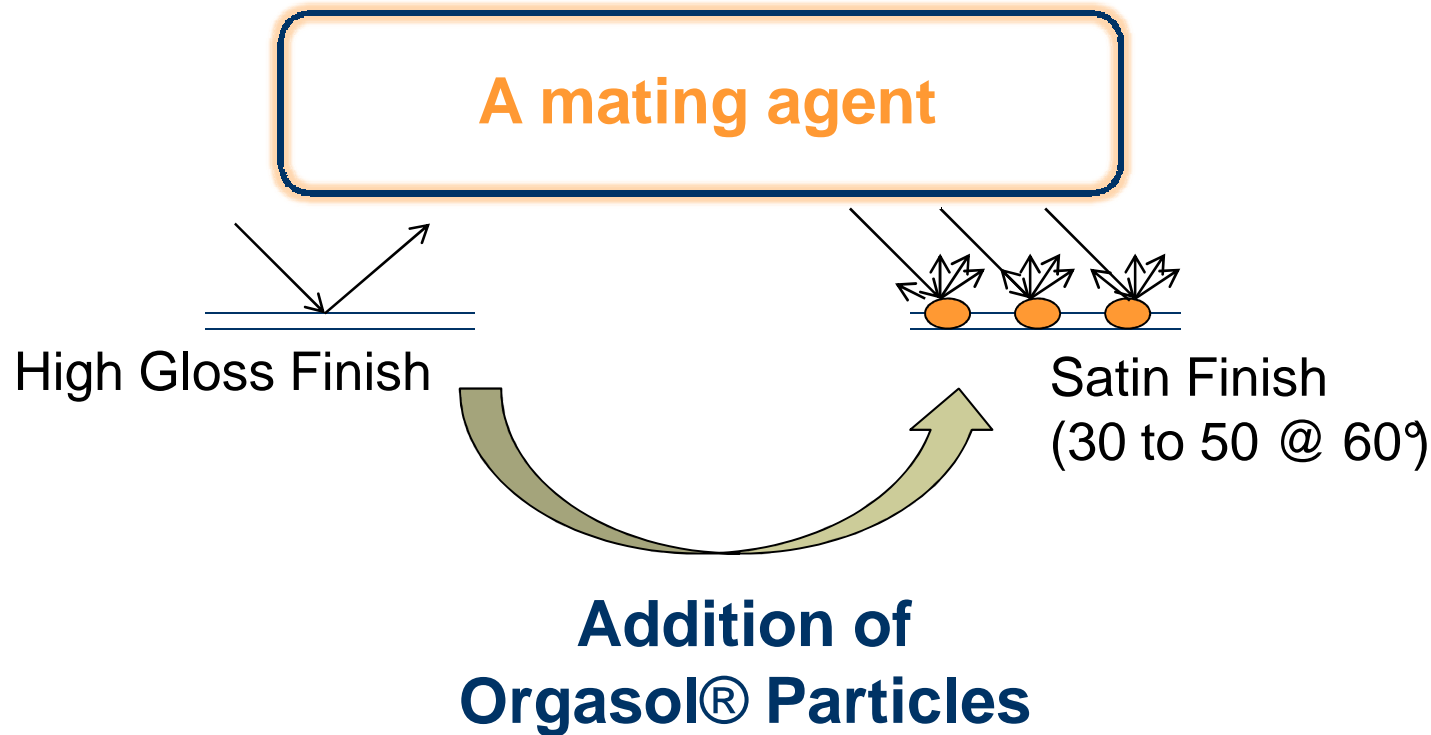 A mating agent
High Gloss Finish
Satin Finish
(30 to 50 @ 60°)
Addition of
Orgasol® Particles